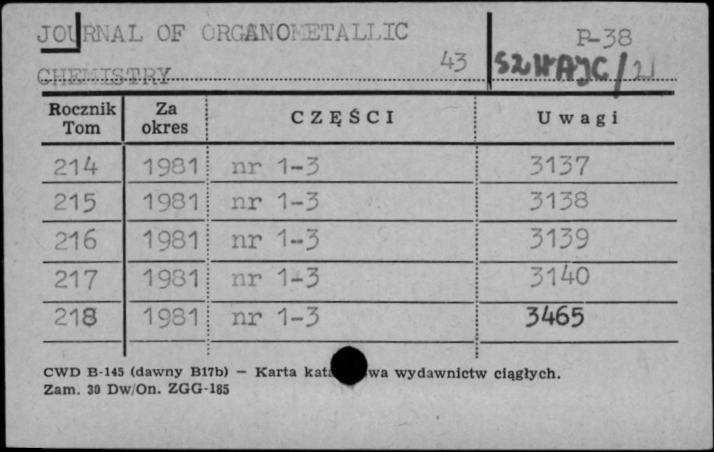 JOURNAL OF ORGANOMETALLIC P-38
CHEMISTRY 43 SZWAJC/
Rocznik Tom Za okres CZĘŚCI Uwagi
214 1981 nr 1-3 3137
215 1981 nr 1-3 3138
216 1981 nr 1-3 3139
217 1981 nr 1-3 3140
218 1981 nr 1-3 3465
CWD B-145 (dawny B17b) — Karta wydawnictw ciągłych.
Zam. 30 Dw/On. ZGG-185